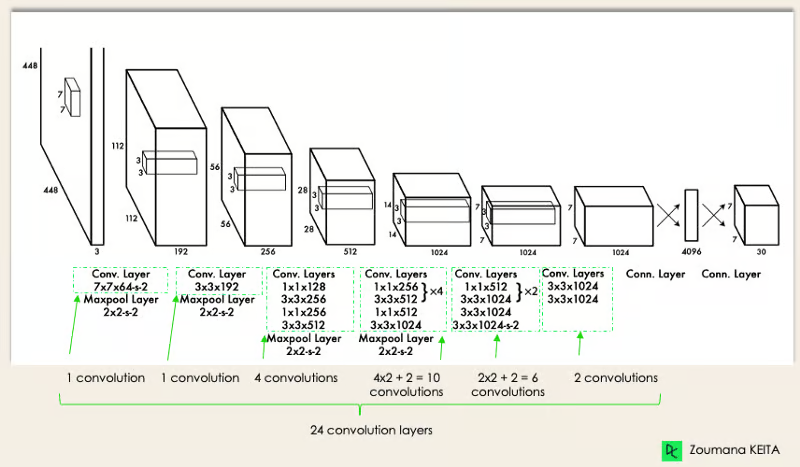 448
7
7
448
3
112
3
3
112
192
56
3
3
56
256
28
3
3
28
512
14
3
3
14
1024
7
3
3
7
1024
7
7
1024
4096
7
7
30
Conv. Layer
7x7x64-s-2
Maxpool Layer
2x2-s-2
Conv. Layer
3x3x192
Maxpool Layer
2x2-s-2
Conv. Layers
1x1x128
3x3x256
1x1x256
3x3x512
Maxpool Layer
2x2-s-2
Conv. Layers
1x1x256
3x3x512
}×4
1x1x512
3x3x1024
Maxpool Layer
2x2-s-2
Conv. Layers
1x1x512
3x3x1024
}×2
3x3x1024
3x3x1024-s-2
Conv. Layers
3x3x1024
3x3x1024
Conn. Layer
Conn. Layer
1 convolution
1 convolution
4 convolutions
4x2 + 2 = 10
convolutions
2x2 + 2 = 6
convolutions
2 convolutions
24 convolution layers
DC
Zoumana KEITA